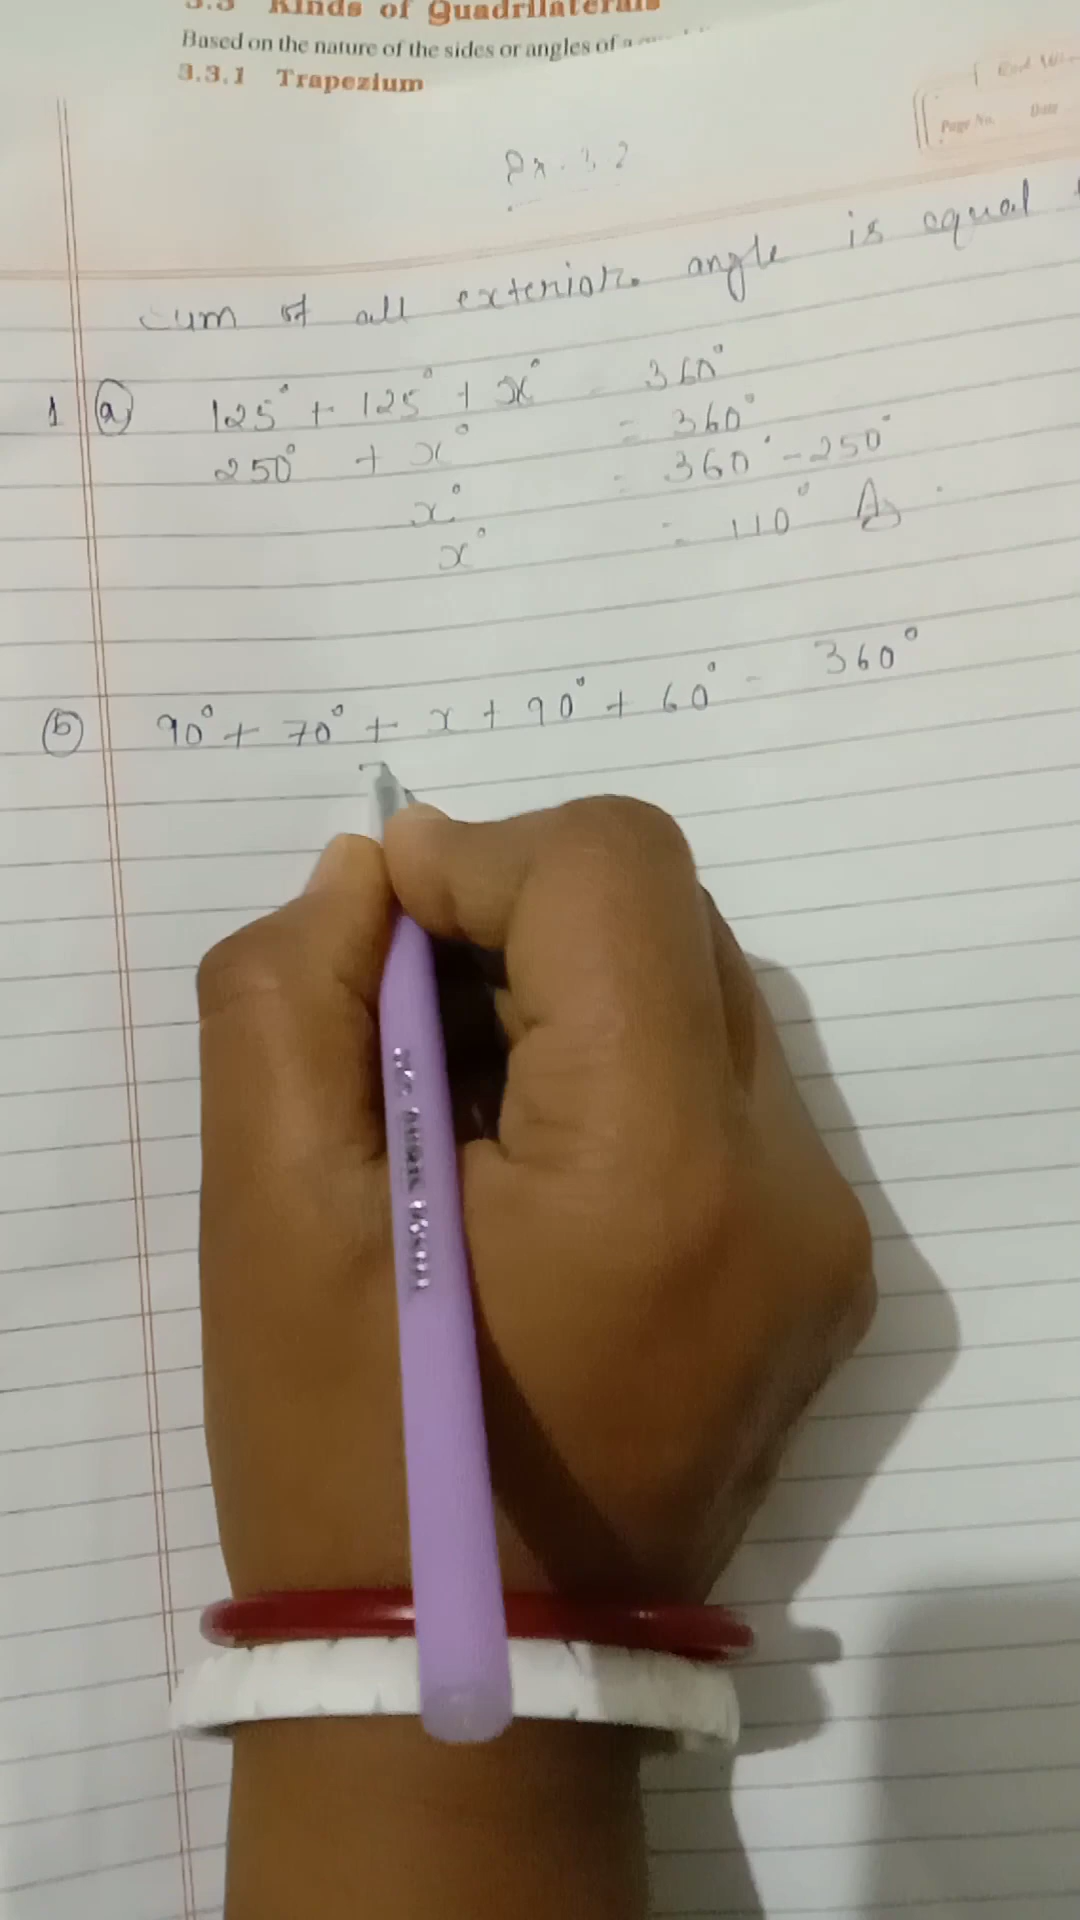 3.3 Kinds of Quadrilaterals
Based on the nature of the sides or angles of a
3.3.1 Trapezium
Page No. Date
Ex - 3.2
Sum of all exterior angle is equal
1 (a) 125° + 125° + x° = 360°
250° + x° = 360°
x° = 360° - 250°
x° = 110° Ans.
(b) 90° + 70° + x + 90° + 60° = 360°